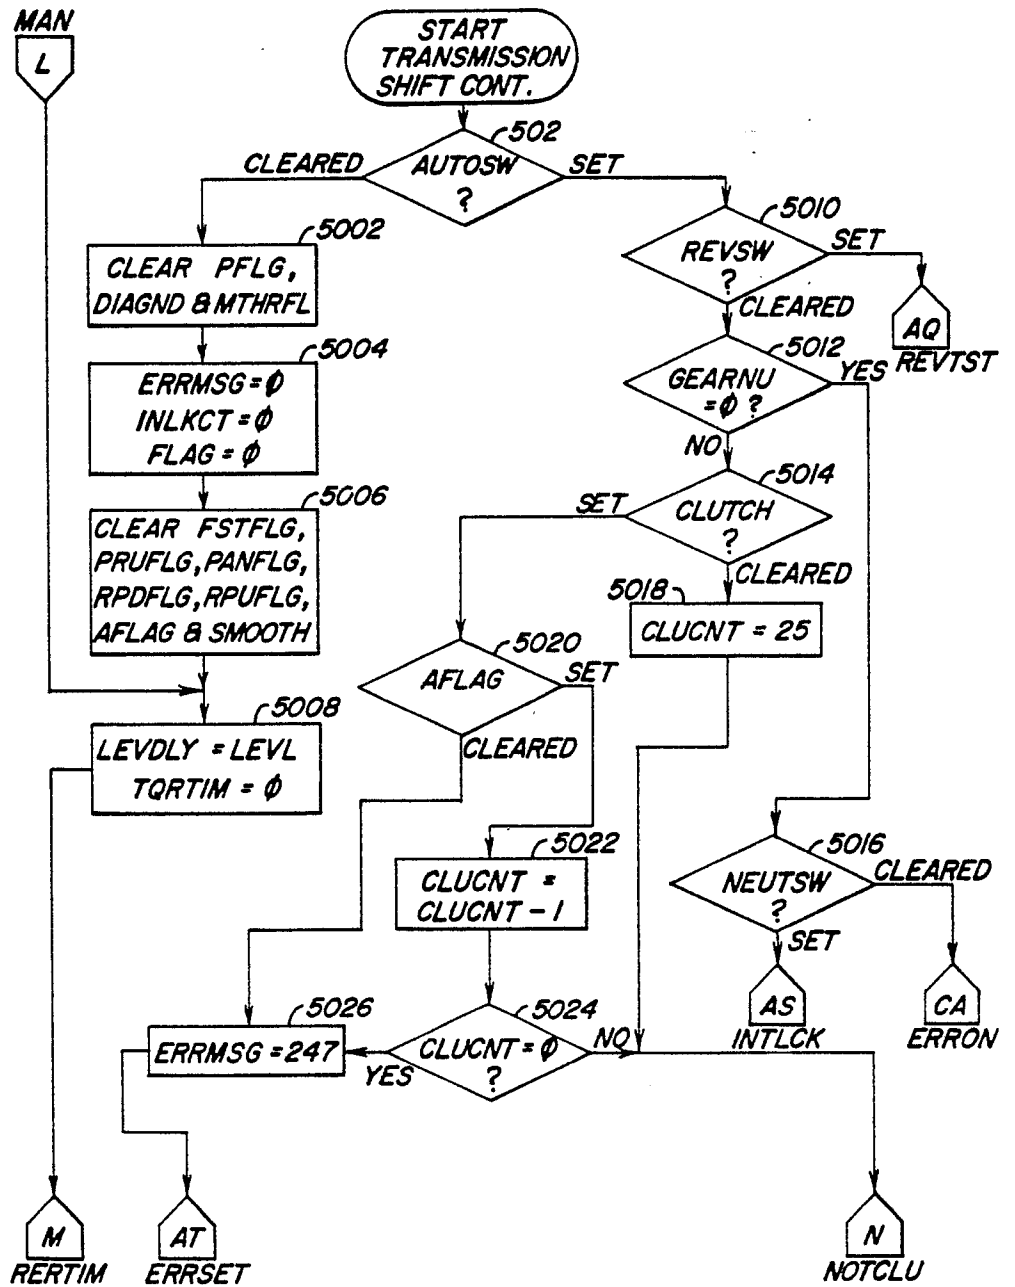 MAN
L
START
TRANSMISSION
SHIFT CONT.
502
AUTOSW
?
CLEARED
SET
5002
CLEAR PFLG,
DIAGND & MTHRFL
5004
ERRMSG = ϕ
INLKCT = ϕ
FLAG = ϕ
5006
CLEAR FSTFLG,
PRUFLG, PANFLG,
RPDFLG, RPUFLG,
AFLAG & SMOOTH
5008
LEVDLY = LEVL
TQRTIM = ϕ
5010
REVSW
?
SET
CLEARED
AQ
REVTST
5012
GEARNU
= ϕ ?
YES
NO
5014
CLUTCH
?
SET
CLEARED
5018
CLUCNT = 25
5020
AFLAG
SET
CLEARED
5022
CLUCNT =
CLUCNT - 1
5016
NEUTSW
?
CLEARED
SET
AS
INTLCK
CA
ERRON
5024
CLUCNT = ϕ
?
NO
YES
5026
ERRMSG = 247
M
RERTIM
AT
ERRSET
N
NOTCLU